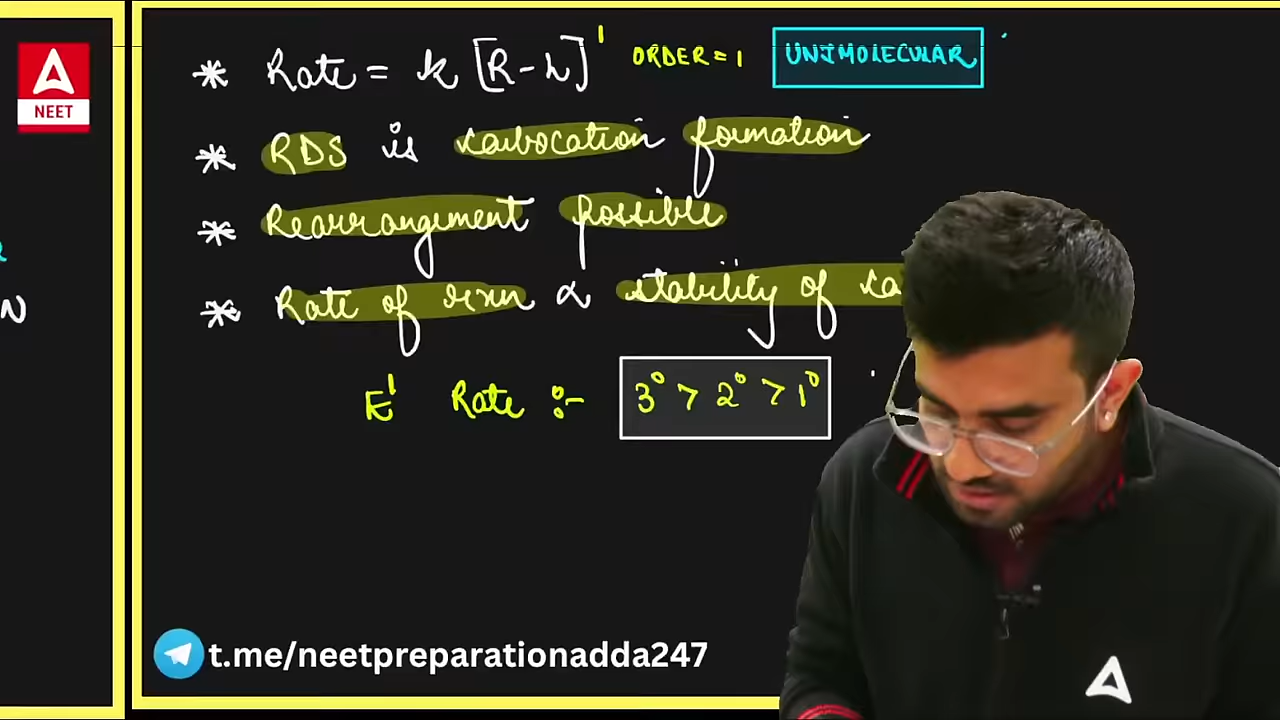 NEET
* Rate = k [R-L]¹ ORDER = 1 UNIMOLECULAR
* RDS is carbocation formation
N
* Rearrangement possible
* Rate of rxn ∝ stability of ca
E¹ Rate :- 3° > 2° > 1°
t.me/neetpreparationadda247